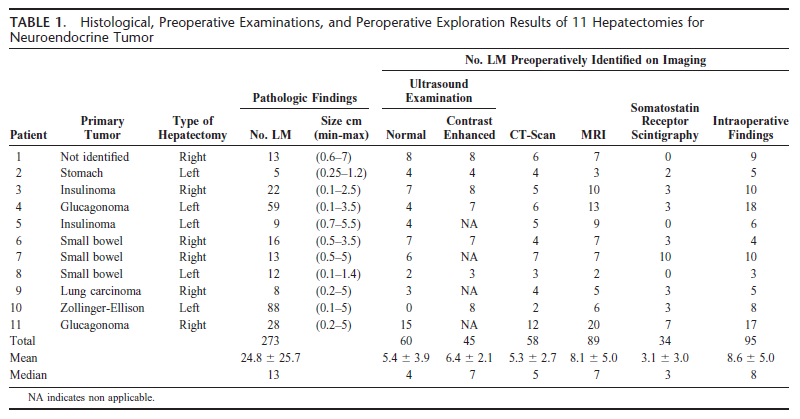 TABLE 1. Histological, Preoperative Examinations, and Peroperative Exploration Results of 11 Hepatectomies for
Neuroendocrine Tumor
No. LM Preoperatively Identified on Imaging
Ultrasound
Pathologic Findings Examination Somatostatin
Primary Type of Size cm Contrast Receptor Intraoperative
Patient Tumor Hepatectomy No. LM (min-max) Normal Enhanced CT-Scan MRI Scintigraphy Findings
1 Not identified Right 13 (0.6–7) 8 8 6 7 0 9
2 Stomach Left 5 (0.25–1.2) 4 4 4 3 2 5
3 Insulinoma Right 22 (0.1–2.5) 7 8 5 10 3 10
4 Glucagonoma Left 59 (0.1–3.5) 4 7 6 13 3 18
5 Insulinoma Left 9 (0.7–5.5) 4 NA 5 9 0 6
6 Small bowel Right 16 (0.5–3.5) 7 7 4 7 3 4
7 Small bowel Right 13 (0.5–5) 6 NA 7 7 10 10
8 Small bowel Left 12 (0.1–1.4) 2 3 3 2 0 3
9 Lung carcinoma Right 8 (0.2–5) 3 NA 4 5 3 5
10 Zollinger-Ellison Left 88 (0.1–5) 0 8 2 6 3 8
11 Glucagonoma Right 28 (0.2–5) 15 NA 12 20 7 17
Total 273 60 45 58 89 34 95
Mean 24.8 ± 25.7 5.4 ± 3.9 6.4 ± 2.1 5.3 ± 2.7 8.1 ± 5.0 3.1 ± 3.0 8.6 ± 5.0
Median 13 4 7 5 7 3 8
NA indicates non applicable.